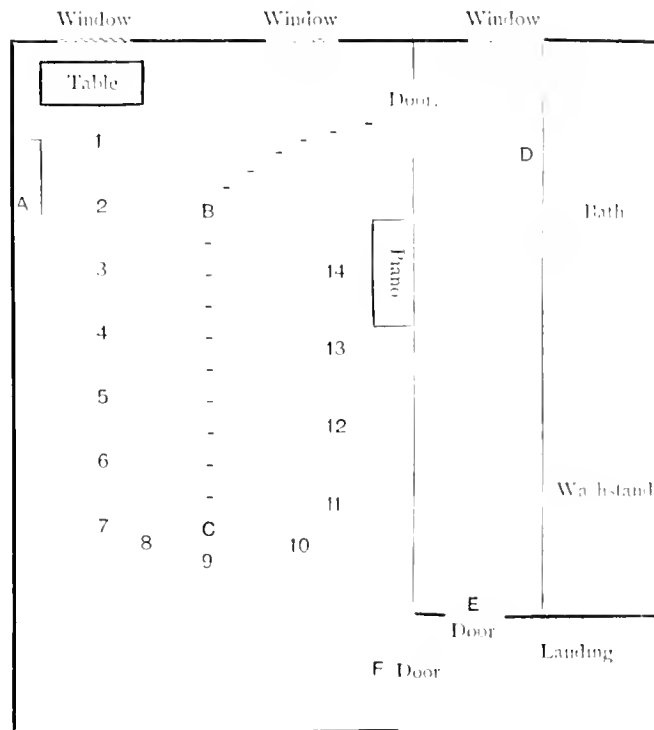 Window Window Window
Table
Door.
1
D
A
2
B
Bath
3
14
Piano
4
13
5
12
6
Washstand
11
7
C
8
10
9
E
Door
Landing
F Door